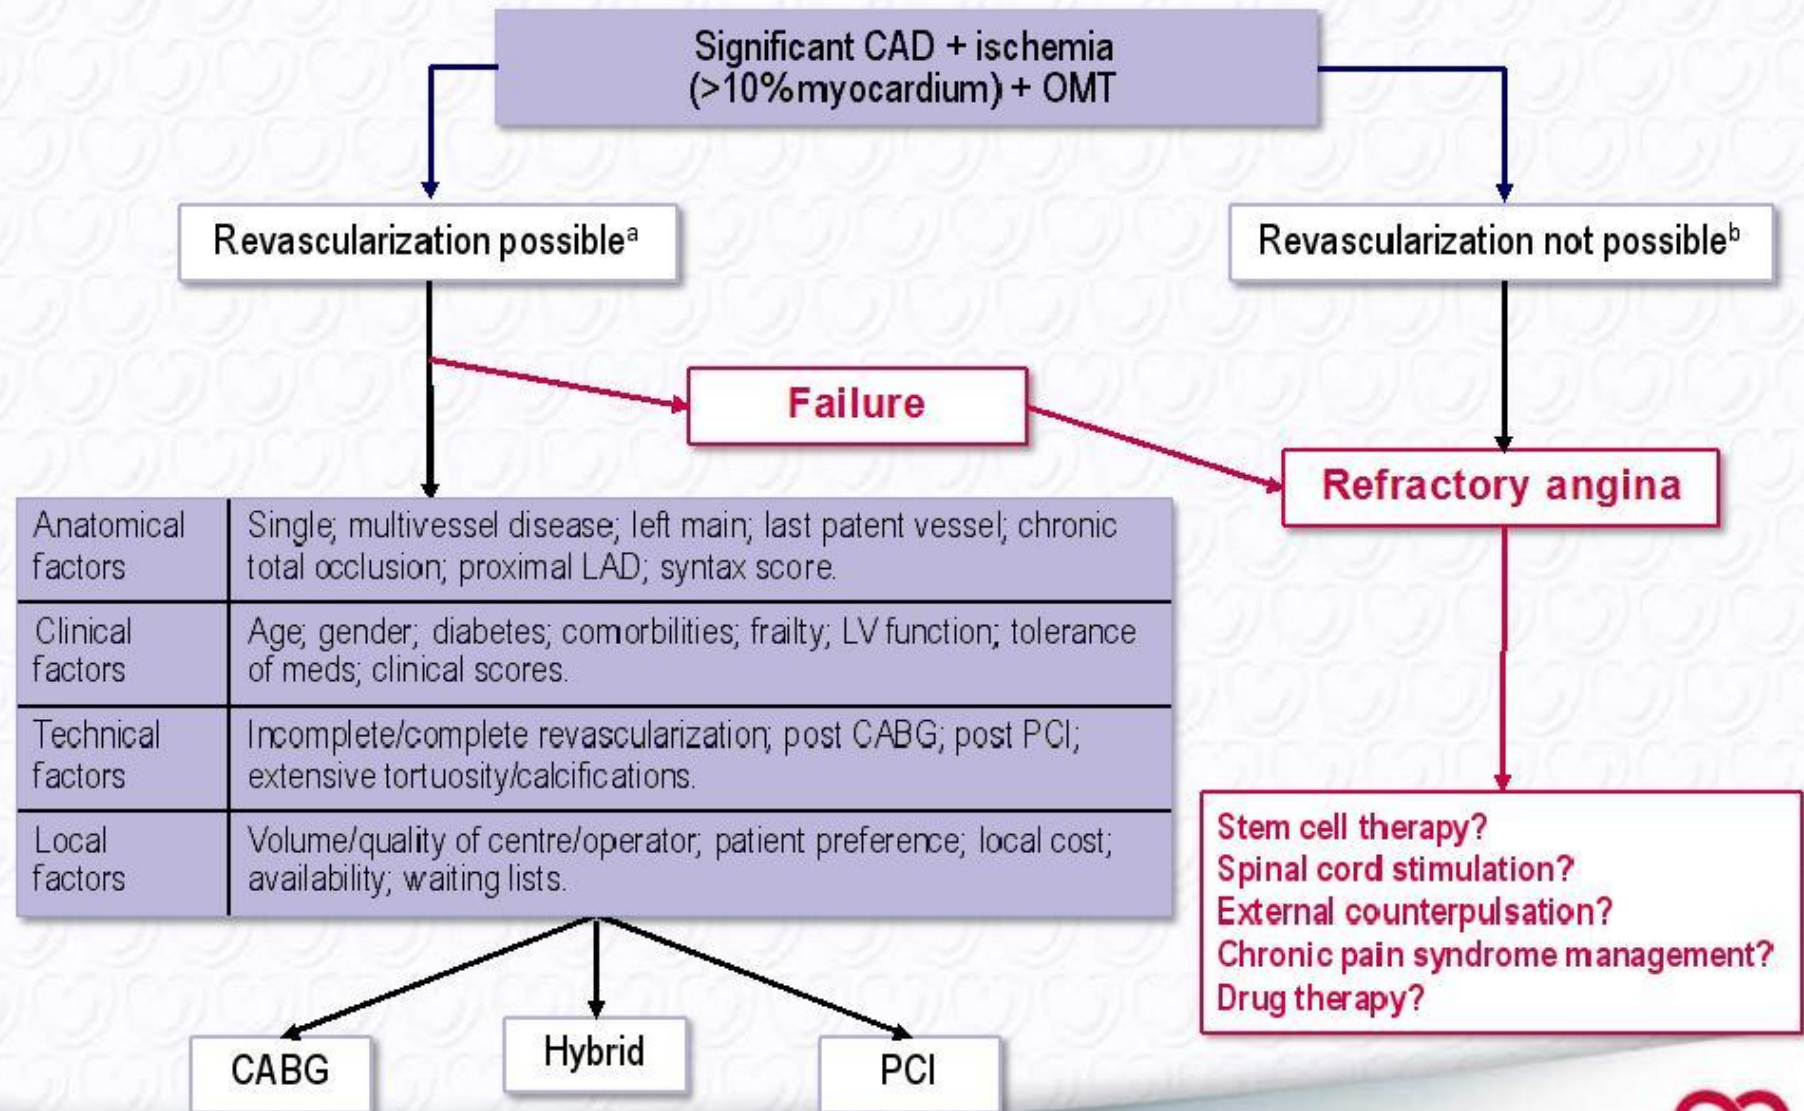 Significant CAD + ischemia
(>10%myocardium) + OMT
Revascularization possibleᵃ
Revascularization not possibleᵇ
Failure
Refractory angina
Anatomical
factors
Single; multivessel disease; left main; last patent vessel; chronic
total occlusion; proximal LAD; syntax score.
Clinical
factors
Age; gender; diabetes; comorbilities; frailty; LV function; tolerance
of meds; clinical scores.
Technical
factors
Incomplete/complete revascularization; post CABG; post PCI;
extensive tortuosity/calcifications.
Local
factors
Volume/quality of centre/operator; patient preference; local cost;
availability; waiting lists.
Stem cell therapy?
Spinal cord stimulation?
External counterpulsation?
Chronic pain syndrome management?
Drug therapy?
CABG
Hybrid
PCI